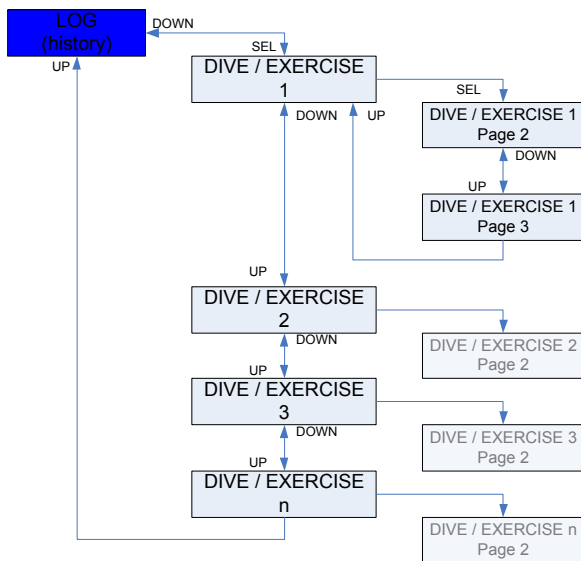 LOG
(history)
DOWN
UP
SEL
DIVE / EXERCISE
1
SEL
DOWN
UP
DIVE / EXERCISE 1
Page 2
DOWN
UP
DIVE / EXERCISE 1
Page 3
UP
DIVE / EXERCISE
2
DOWN
DIVE / EXERCISE 2
Page 2
UP
DIVE / EXERCISE
3
DOWN
DIVE / EXERCISE 3
Page 2
UP
DIVE / EXERCISE
n
DIVE / EXERCISE n
Page 2